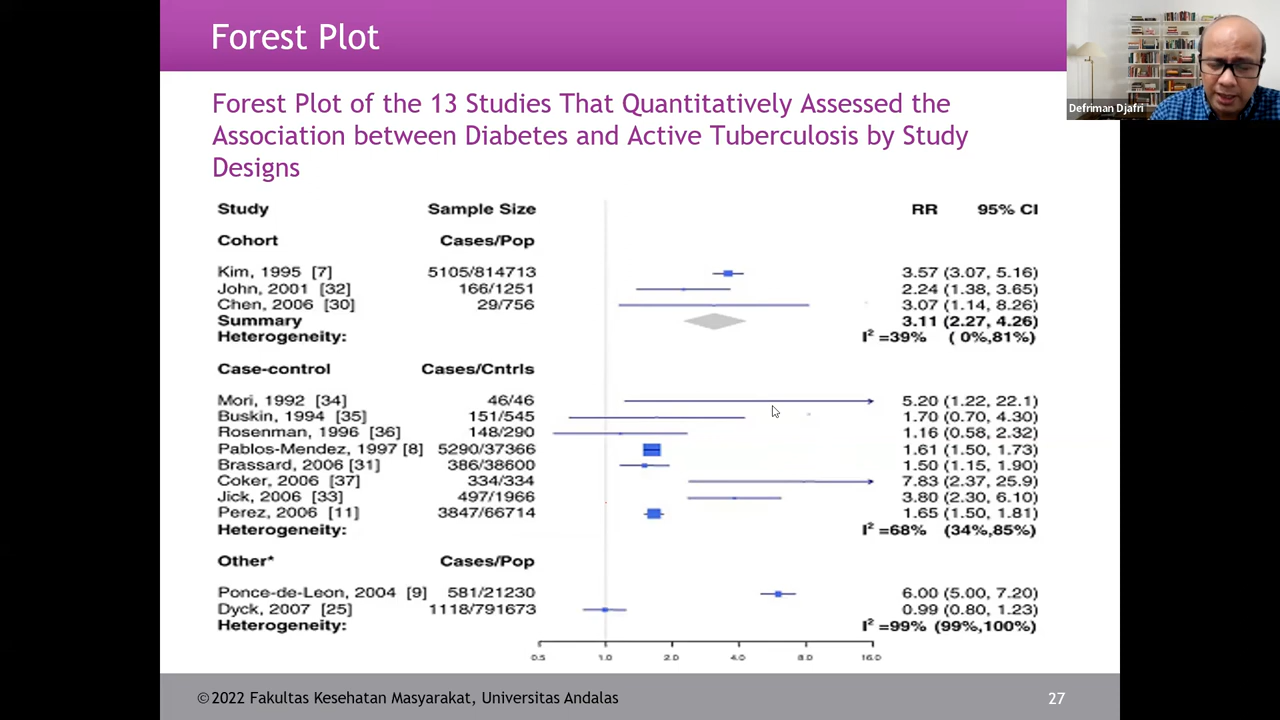 Forest Plot
Defriman Djafri
Forest Plot of the 13 Studies That Quantitatively Assessed the
Association between Diabetes and Active Tuberculosis by Study
Designs
Study Sample Size RR 95% CI
Cohort Cases/Pop
Kim, 1995 [7] 5105/814713 3.57 (3.07, 5.16)
John, 2001 [32] 166/1251 2.24 (1.38, 3.65)
Chen, 2006 [30] 29/756 3.07 (1.14, 8.26)
Summary 3.11 (2.27, 4.26)
Heterogeneity: I² =39% ( 0%,81%)
Case-control Cases/Cntrls
Mori, 1992 [34] 46/46 5.20 (1.22, 22.1)
Buskin, 1994 [35] 151/545 1.70 (0.70, 4.30)
Rosenman, 1996 [36] 148/290 1.16 (0.58, 2.32)
Pablos-Mendez, 1997 [8] 5290/37366 1.61 (1.50, 1.73)
Brassard, 2006 [31] 386/38600 1.50 (1.15, 1.90)
Coker, 2006 [37] 334/334 7.83 (2.37, 25.9)
Jick, 2006 [33] 497/1966 3.80 (2.30, 6.10)
Perez, 2006 [11] 3847/66714 1.65 (1.50, 1.81)
Heterogeneity: I² =68% (34%,85%)
Other* Cases/Pop
Ponce-de-Leon, 2004 [9] 581/21230 6.00 (5.00, 7.20)
Dyck, 2007 [25] 1118/791673 0.99 (0.80, 1.23)
Heterogeneity: I² =99% (99%,100%)
0.5 1.0 2.0 4.0 8.0 16.0
©2022 Fakultas Kesehatan Masyarakat, Universitas Andalas 27